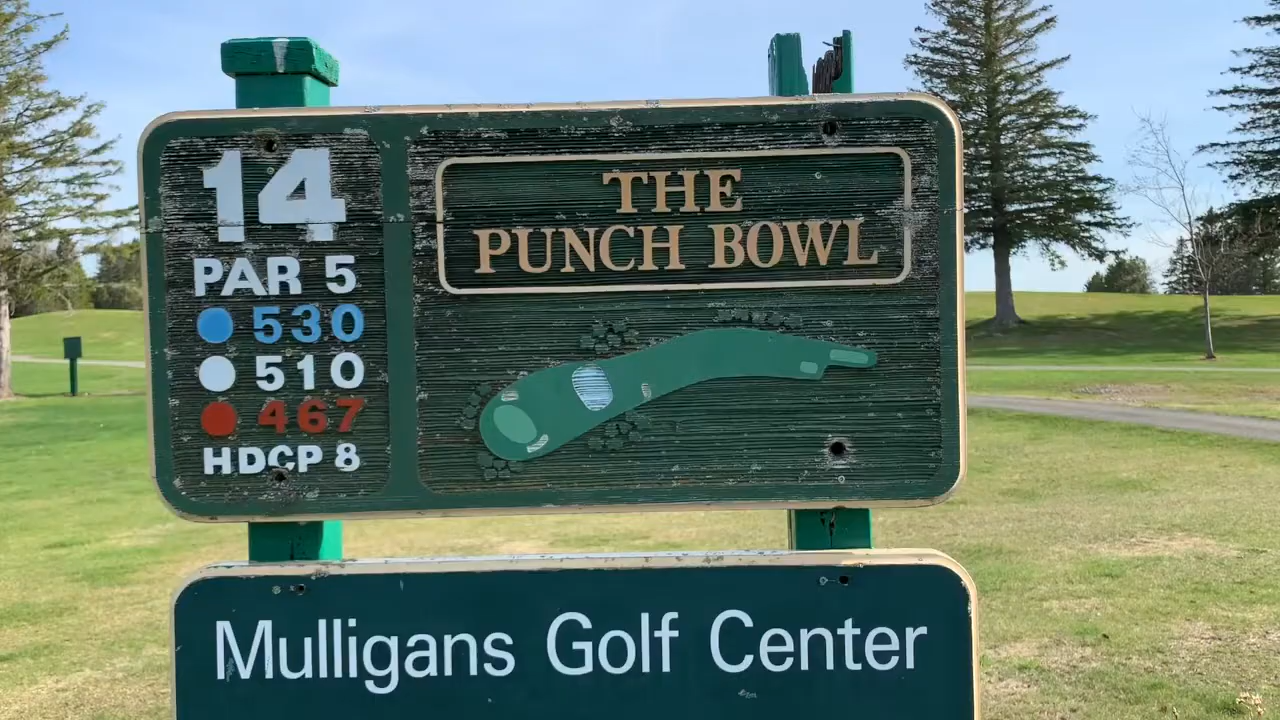 14
PAR 5
530
510
467
HDCP 8
THE
PUNCH BOWL
Mulligans Golf Center